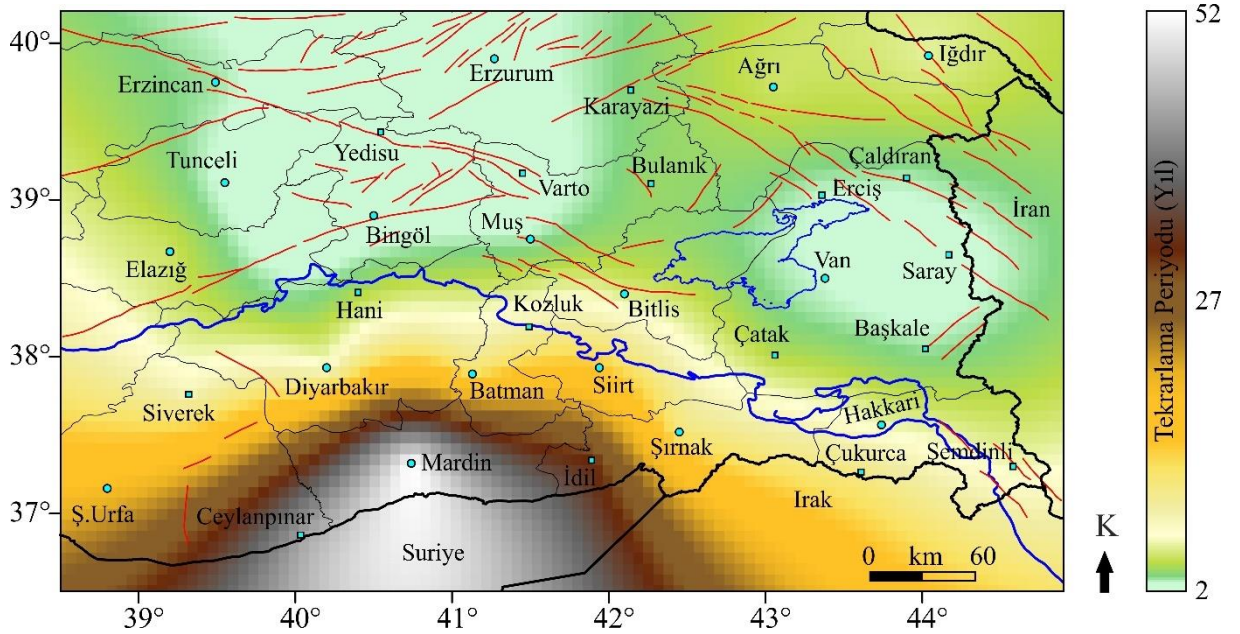 40°
39°
38°
37°
39°
40°
41°
42°
43°
44°
Erzincan
Erzurum
Ağrı
Iğdır
Karayazi
Tunceli
Yedisu
Varto
Bulanık
Çaldıran
Erciş
İran
Bingöl
Muş
Elazığ
Van
Saray
Hani
Kozluk
Bitlis
Çatak
Başkale
Siverek
Diyarbakır
Batman
Siirt
Hakkari
Şırnak
Çukurca
Şemdinli
Mardin
İdil
Ş.Urfa
Ceylanpınar
Irak
Suriye
0 km 60
K
52
27
2
Tekrarlama Periyodu (Yıl)